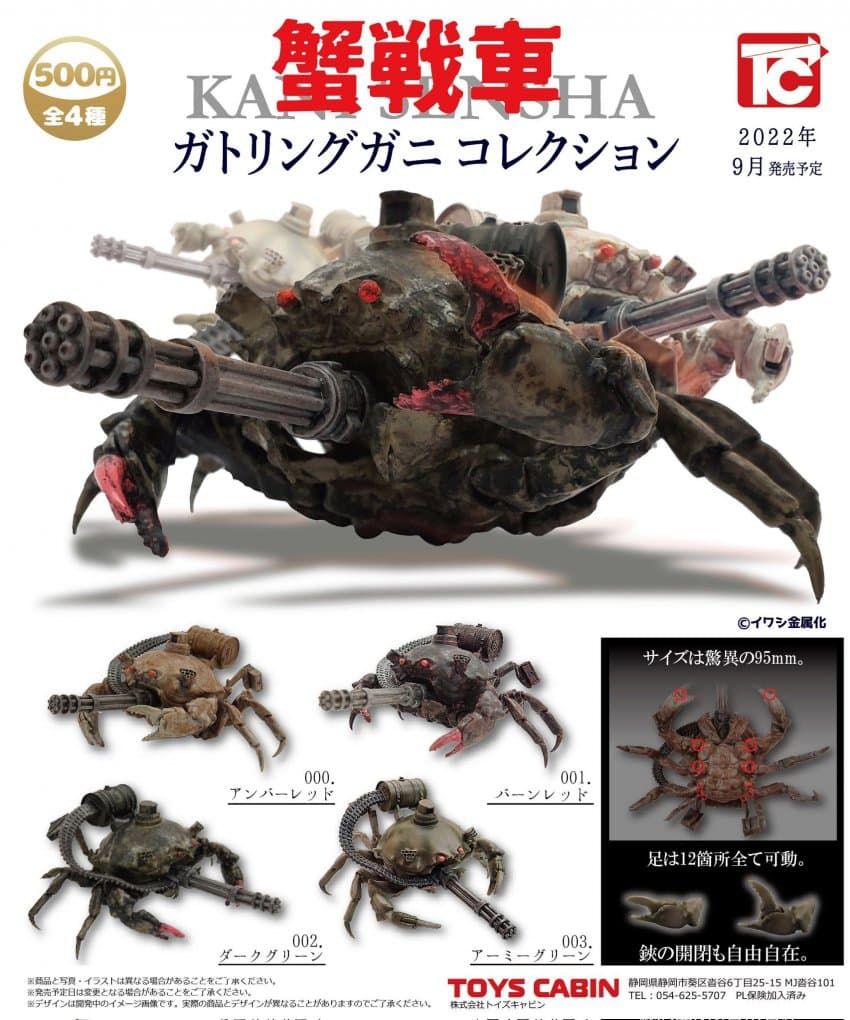 500円
全4種
蟹戦車
KANI SENSHA
ガトリングガニ コレクション
TC
2022年
9月発売予定
©イワシ金属化
000.
アンバーレッド
001.
バーンレッド
002.
ダークグリーン
003.
アーミーグリーン
サイズは驚異の95mm。
足は12箇所全て可動。
鋏の開閉も自由自在。
※商品と写真・イラストは異なる場合があることをご了承ください。
※発売予定日は変更となる場合があることをご了承ください。
※デザインは開発中のイメージ画像です。実際の商品とデザインが異なることがありますのでご了承ください。
TOYS CABIN
株式会社トイズキャビン
静岡県静岡市葵区沓谷6丁目25-15 MJ沓谷101
TEL：054-625-5707 PL保険加入済み